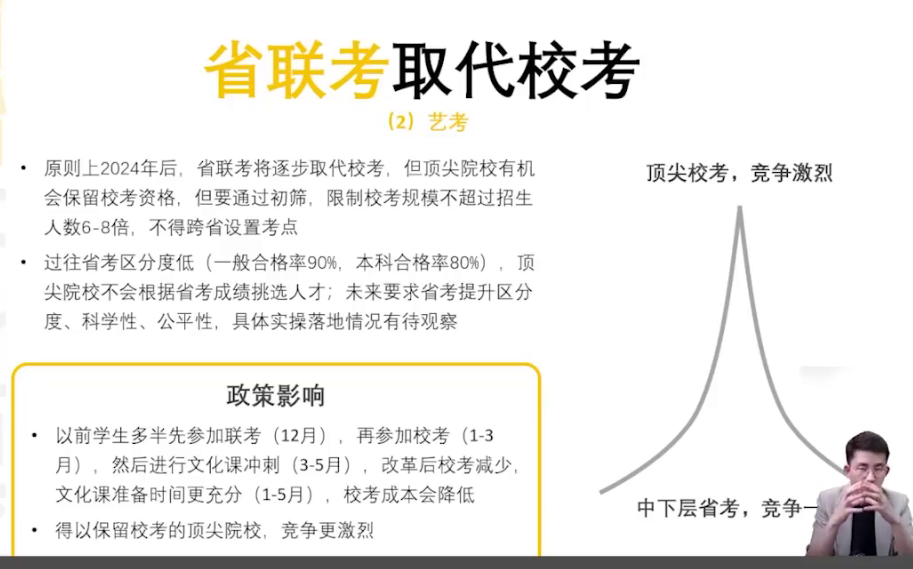 省联考取代校考
（2）艺考
• 原则上2024年后，省联考将逐步取代校考，但顶尖院校有机
会保留校考资格，但要通过初筛，限制校考规模不超过招生
人数6-8倍，不得跨省设置考点
• 过往省考区分度低（一般合格率90%，本科合格率80%），顶
尖院校不会根据省考成绩挑选人才；未来要求省考提升区分
度、科学性、公平性，具体实操落地情况有待观察
政策影响
• 以前学生多半先参加联考（12月），再参加校考（1-3
月），然后进行文化课冲刺（3-5月），改革后校考减少，
文化课准备时间更充分（1-5月），校考成本会降低
• 得以保留校考的顶尖院校，竞争更激烈
顶尖校考，竞争激烈
中下层省考，竞争一